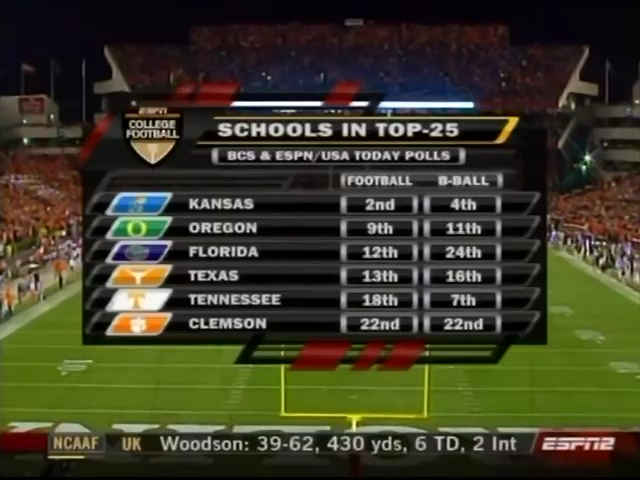 ESPN
COLLEGE
FOOTBALL
SCHOOLS IN TOP-25
BCS & ESPN/USA TODAY POLLS
FOOTBALL B-BALL
KANSAS 2nd 4th
OREGON 9th 11th
FLORIDA 12th 24th
TEXAS 13th 16th
TENNESSEE 18th 7th
CLEMSON 22nd 22nd
NCAAF UK Woodson: 39-62, 430 yds, 6 TD, 2 Int ESPN2